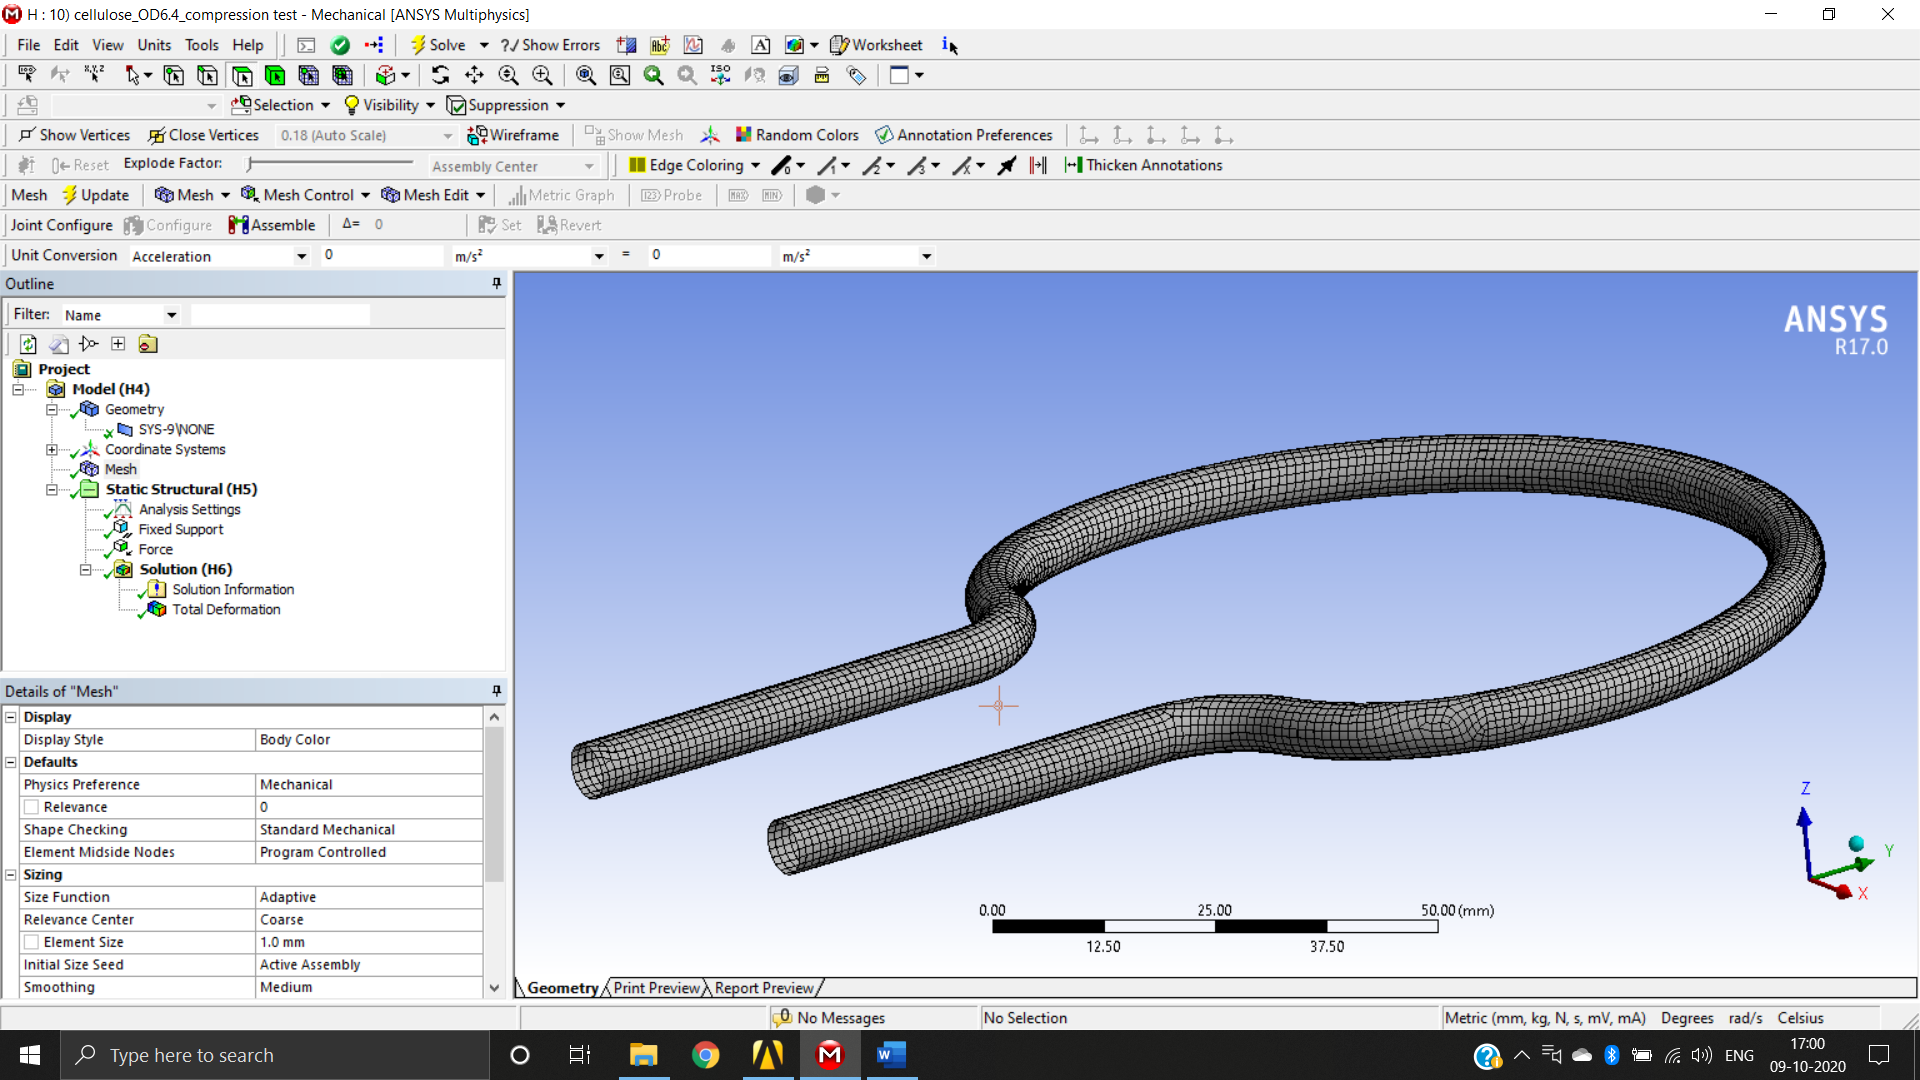 H : 10) cellulose_OD6.4_compression test - Mechanical [ANSYS Multiphysics]
File Edit View Units Tools Help Solve ?/ Show Errors Worksheet
Selection Visibility Suppression
Show Vertices Close Vertices 0.18 (Auto Scale) Wireframe Show Mesh Random Colors Annotation Preferences
Reset Explode Factor: Assembly Center Edge Coloring Thicken Annotations
Mesh Update Mesh Mesh Control Mesh Edit Metric Graph Probe MAX MIN
Joint Configure Configure Assemble Δ= 0 Set Revert
Unit Conversion Acceleration 0 m/s² = 0 m/s²
Outline
Filter: Name
Project
Model (H4)
Geometry
SYS-9\NONE
Coordinate Systems
Mesh
Static Structural (H5)
Analysis Settings
Fixed Support
Force
Solution (H6)
Solution Information
Total Deformation
Details of "Mesh"
Display
Display Style Body Color
Defaults
Physics Preference Mechanical
Relevance 0
Shape Checking Standard Mechanical
Element Midside Nodes Program Controlled
Sizing
Size Function Adaptive
Relevance Center Coarse
Element Size 1.0 mm
Initial Size Seed Active Assembly
Smoothing Medium
ANSYS
R17.0
Z
Y
X
0.00 25.00 50.00 (mm)
12.50 37.50
Geometry Print Preview Report Preview
0 No Messages No Selection Metric (mm, kg, N, s, mV, mA) Degrees rad/s Celsius
Type here to search
ENG
17:00
09-10-2020